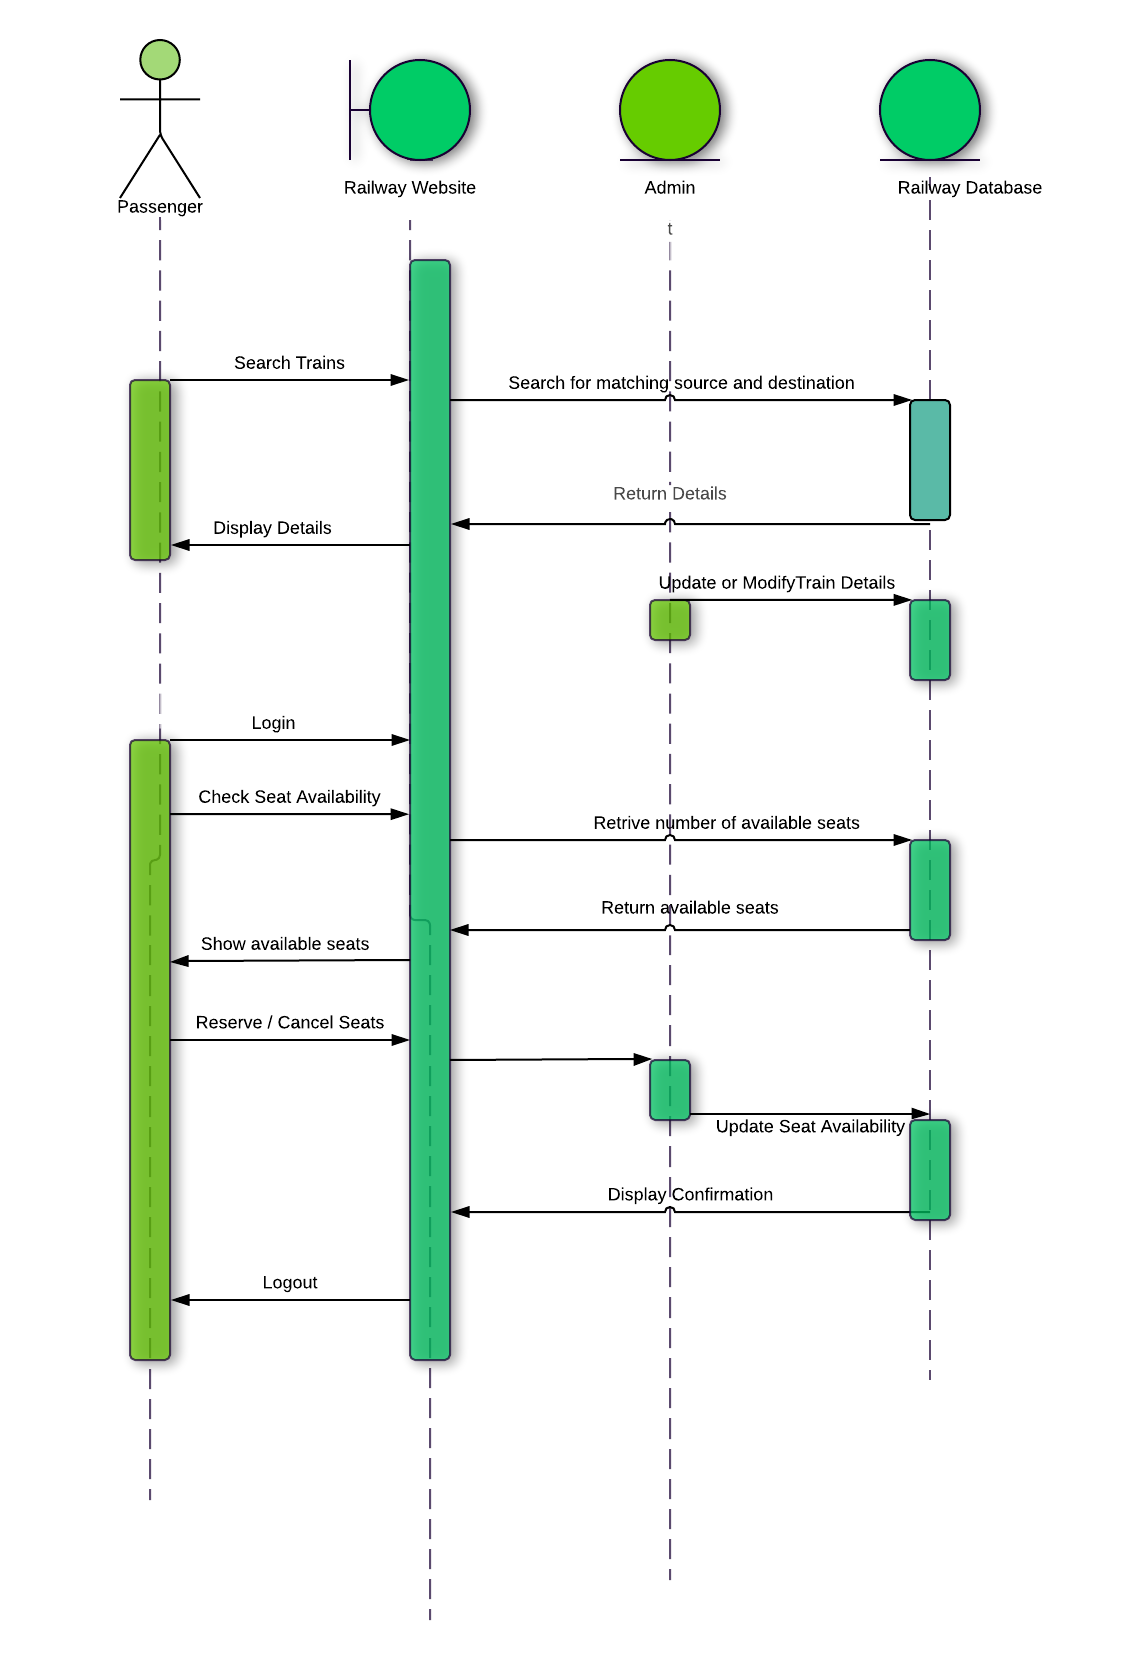 Passenger
Railway Website
Admin
Railway Database
t
Search Trains
Search for matching source and destination
Return Details
Display Details
Update or ModifyTrain Details
Login
Check Seat Availability
Retrive number of available seats
Return available seats
Show available seats
Reserve / Cancel Seats
Update Seat Availability
Display Confirmation
Logout